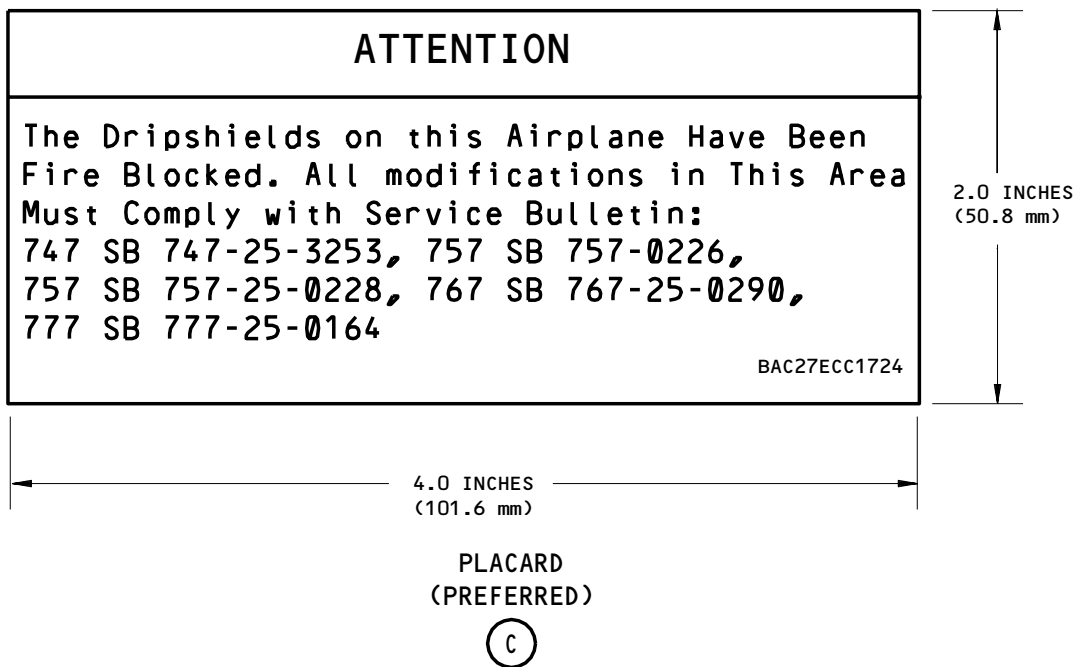 ATTENTION
The Dripshields on this Airplane Have Been
Fire Blocked. All modifications in This Area
Must Comply with Service Bulletin:
747 SB 747-25-3253, 757 SB 757-0226,
757 SB 757-25-0228, 767 SB 767-25-0290,
777 SB 777-25-0164
BAC27ECC1724
2.0 INCHES
(50.8 mm)
4.0 INCHES
(101.6 mm)
PLACARD
(PREFERRED)
C